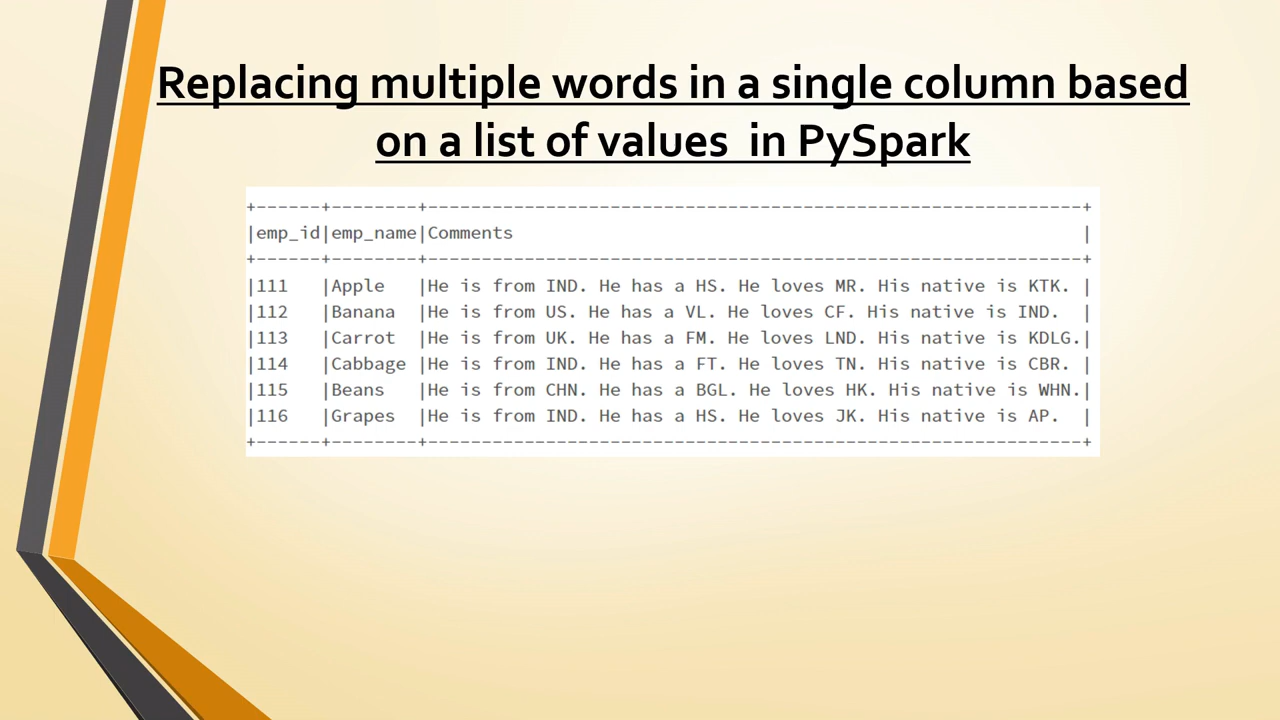 Replacing multiple words in a single column based
on a list of values  in PySpark
+------+--------+-------------------------------------------------------------+
|emp_id|emp_name|Comments                                                     |
+------+--------+-------------------------------------------------------------+
|111   |Apple   |He is from IND. He has a HS. He loves MR. His native is KTK. |
|112   |Banana  |He is from US. He has a VL. He loves CF. His native is IND.  |
|113   |Carrot  |He is from UK. He has a FM. He loves LND. His native is KDLG.|
|114   |Cabbage |He is from IND. He has a FT. He loves TN. His native is CBR. |
|115   |Beans   |He is from CHN. He has a BGL. He loves HK. His native is WHN.|
|116   |Grapes  |He is from IND. He has a HS. He loves JK. His native is AP.  |
+------+--------+-------------------------------------------------------------+